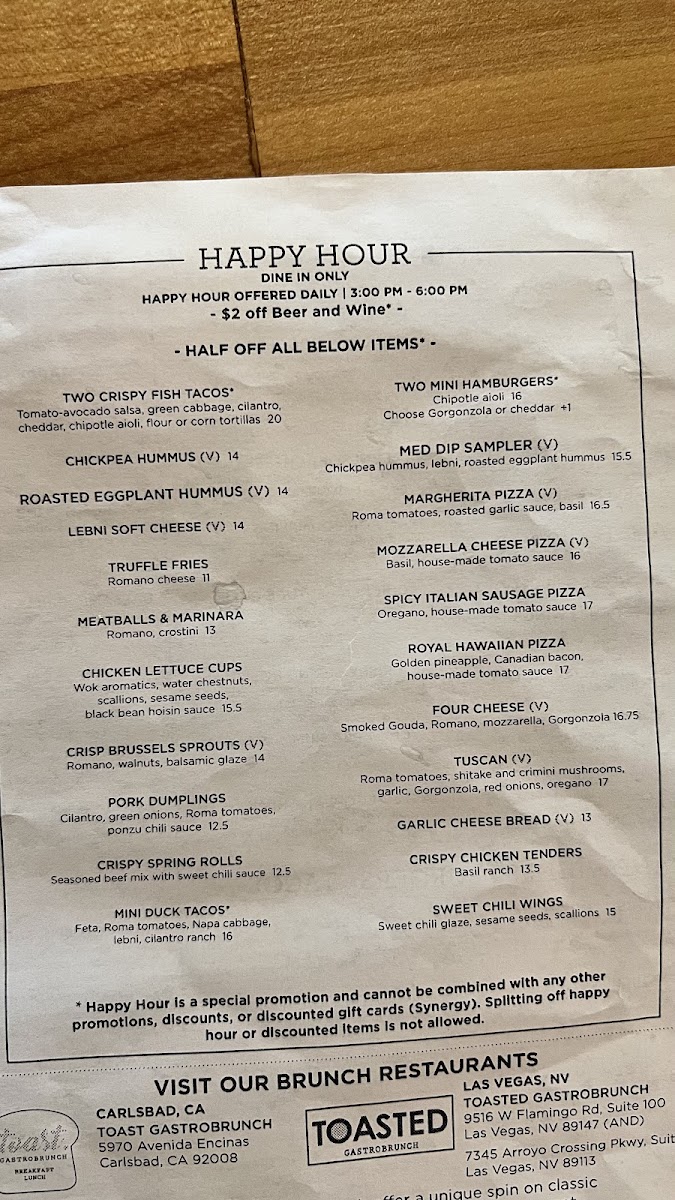 HAPPY HOUR
DINE IN ONLY
HAPPY HOUR OFFERED DAILY | 3:00 PM - 6:00 PM
- $2 off Beer and Wine* -
- HALF OFF ALL BELOW ITEMS* -
TWO CRISPY FISH TACOS*
Tomato-avocado salsa, green cabbage, cilantro,
cheddar, chipotle aioli, flour or corn tortillas 20
CHICKPEA HUMMUS (V) 14
ROASTED EGGPLANT HUMMUS (V) 14
LEBNI SOFT CHEESE (V) 14
TRUFFLE FRIES
Romano cheese 11
MEATBALLS & MARINARA
Romano, crostini 13
CHICKEN LETTUCE CUPS
Wok aromatics, water chestnuts,
scallions, sesame seeds,
black bean hoisin sauce 15.5
CRISP BRUSSELS SPROUTS (V)
Romano, walnuts, balsamic glaze 14
PORK DUMPLINGS
Cilantro, green onions, Roma tomatoes,
ponzu chili sauce 12.5
CRISPY SPRING ROLLS
Seasoned beef mix with sweet chili sauce 12.5
MINI DUCK TACOS*
Feta, Roma tomatoes, Napa cabbage,
lebni, cilantro ranch 16
TWO MINI HAMBURGERS*
Chipotle aioli 16
Choose Gorgonzola or cheddar +1
MED DIP SAMPLER (V)
Chickpea hummus, lebni, roasted eggplant hummus 15.5
MARGHERITA PIZZA (V)
Roma tomatoes, roasted garlic sauce, basil 16.5
MOZZARELLA CHEESE PIZZA (V)
Basil, house-made tomato sauce 16
SPICY ITALIAN SAUSAGE PIZZA
Oregano, house-made tomato sauce 17
ROYAL HAWAIIAN PIZZA
Golden pineapple, Canadian bacon,
house-made tomato sauce 17
FOUR CHEESE (V)
Smoked Gouda, Romano, mozzarella, Gorgonzola 16.75
TUSCAN (V)
Roma tomatoes, shitake and crimini mushrooms,
garlic, Gorgonzola, red onions, oregano 17
GARLIC CHEESE BREAD (V) 13
CRISPY CHICKEN TENDERS
Basil ranch 13.5
SWEET CHILI WINGS
Sweet chili glaze, sesame seeds, scallions 15
* Happy Hour is a special promotion and cannot be combined with any other
promotions, discounts, or discounted gift cards (Synergy). Splitting off happy
hour or discounted items is not allowed.
VISIT OUR BRUNCH RESTAURANTS
toast.
GASTROBRUNCH
BREAKFAST
LUNCH
CARLSBAD, CA
TOAST GASTROBRUNCH
5970 Avenida Encinas
Carlsbad, CA 92008
TOASTED
GASTROBRUNCH
LAS VEGAS, NV
TOASTED GASTROBRUNCH
9516 W Flamingo Rd, Suite 100
Las Vegas, NV 89147 (AND)
7345 Arroyo Crossing Pkwy, Suit
Las Vegas, NV 89113
a unique spin on classic